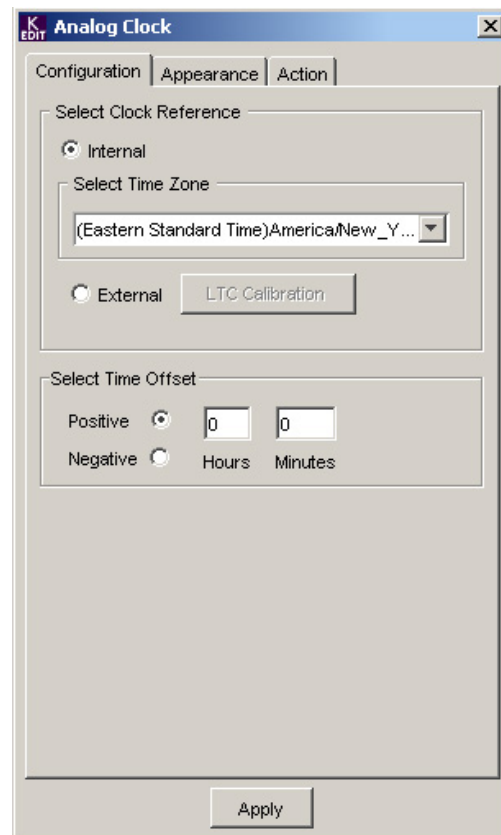 K EDIT Analog Clock
Configuration Appearance Action
Select Clock Reference
Internal
Select Time Zone
(Eastern Standard Time)America/New_Y...
External LTC Calibration
Select Time Offset
Positive 0 0
Negative Hours Minutes
Apply